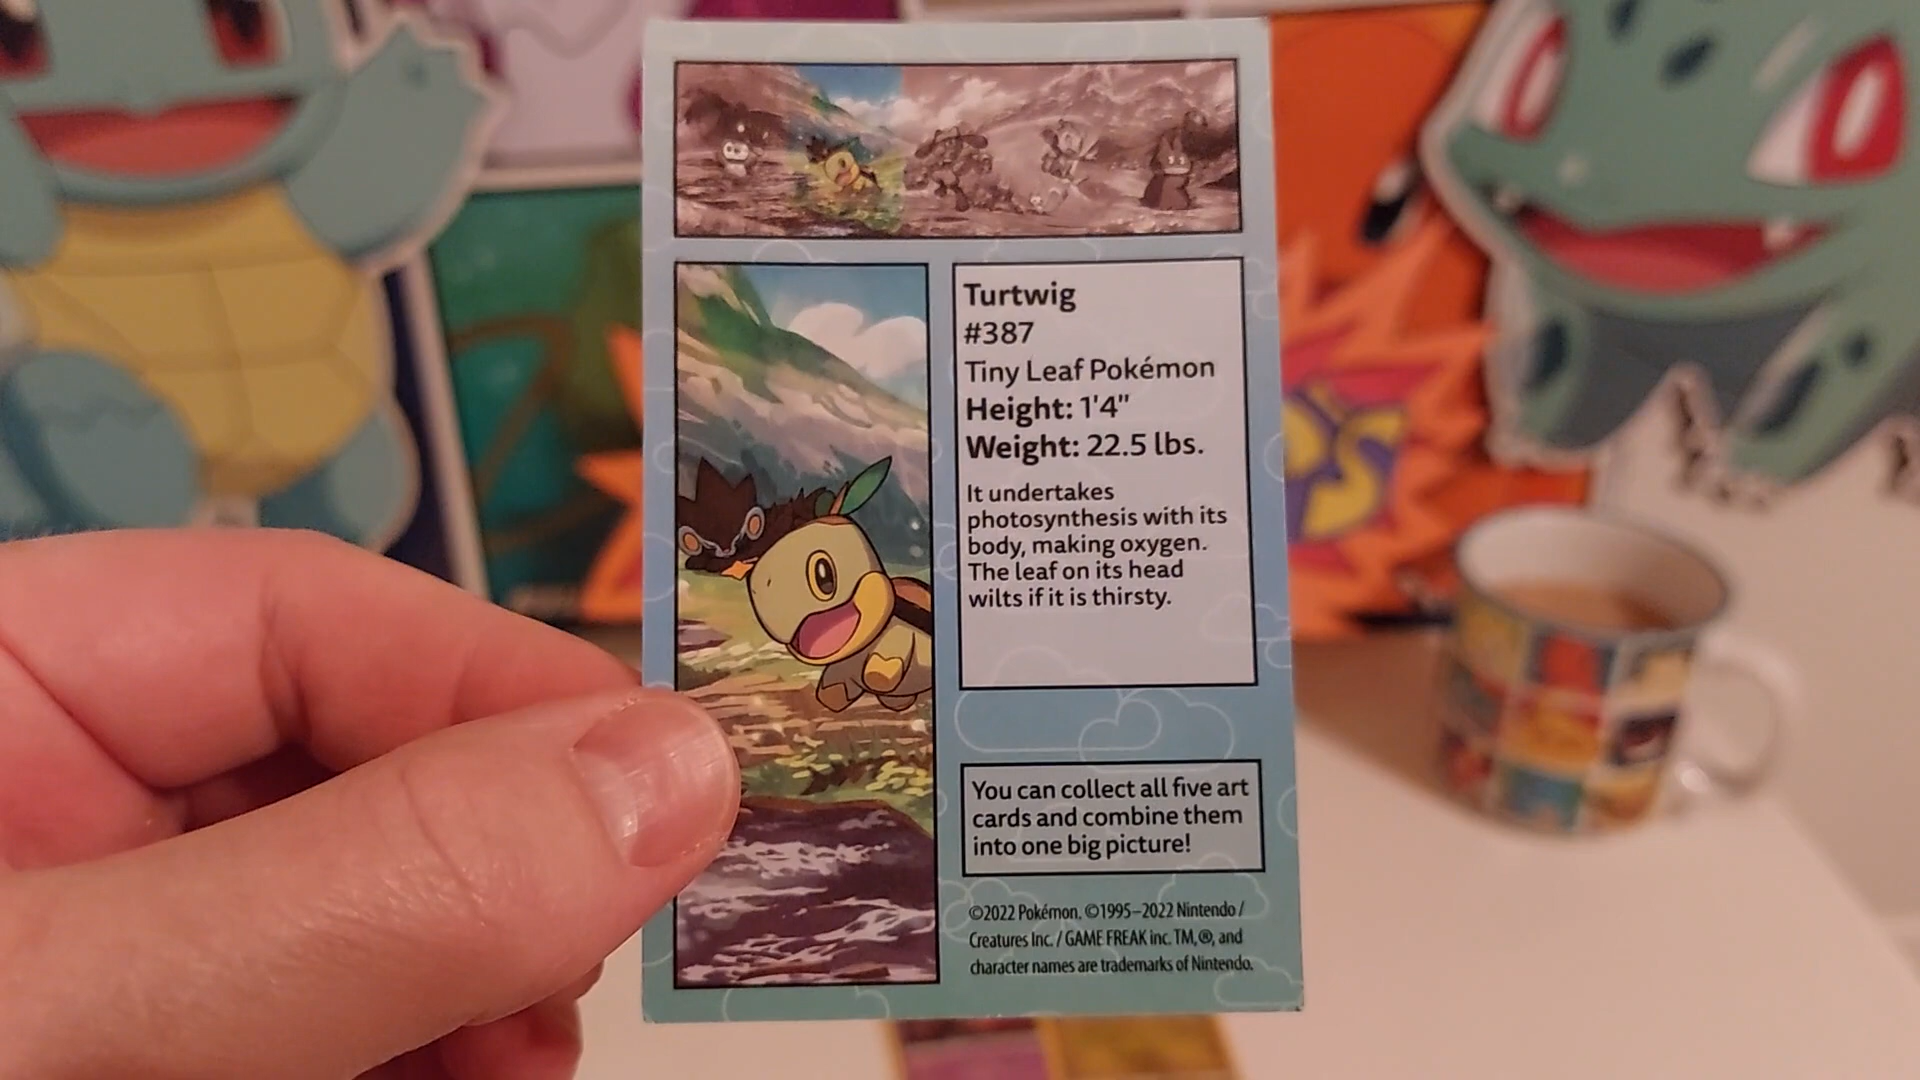 Turtwig
#387
Tiny Leaf Pokémon
Height: 1'4"
Weight: 22.5 lbs.
It undertakes
photosynthesis with its
body, making oxygen.
The leaf on its head
wilts if it is thirsty.
You can collect all five art
cards and combine them
into one big picture!
©2022 Pokémon. ©1995–2022 Nintendo /
Creatures Inc. / GAME FREAK inc. TM, ®, and
character names are trademarks of Nintendo.